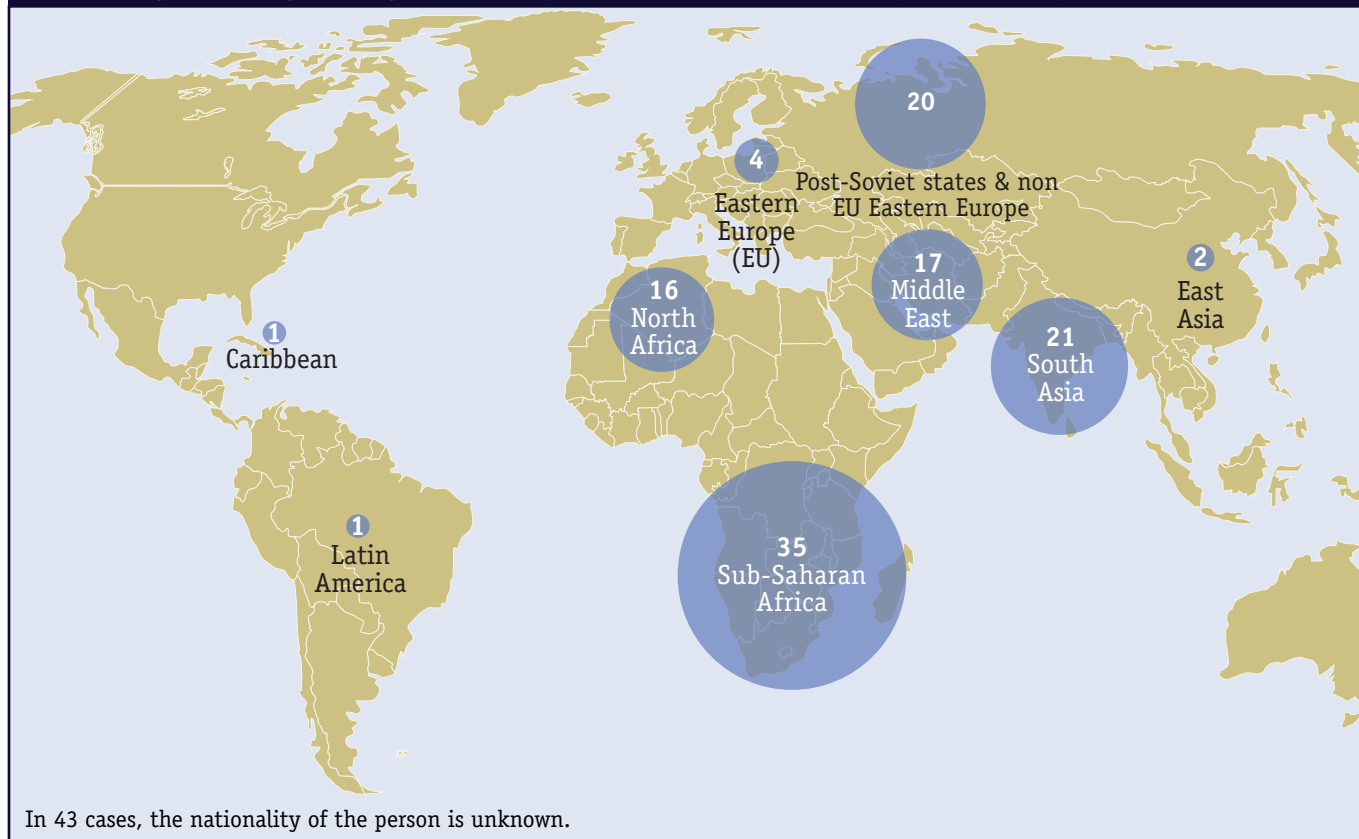 20
Post-Soviet states & non
EU Eastern Europe
4
Eastern
Europe
(EU)
17
Middle
East
2
East
Asia
16
North
Africa
1
Caribbean
21
South
Asia
1
Latin
America
35
Sub-Saharan
Africa
In 43 cases, the nationality of the person is unknown.